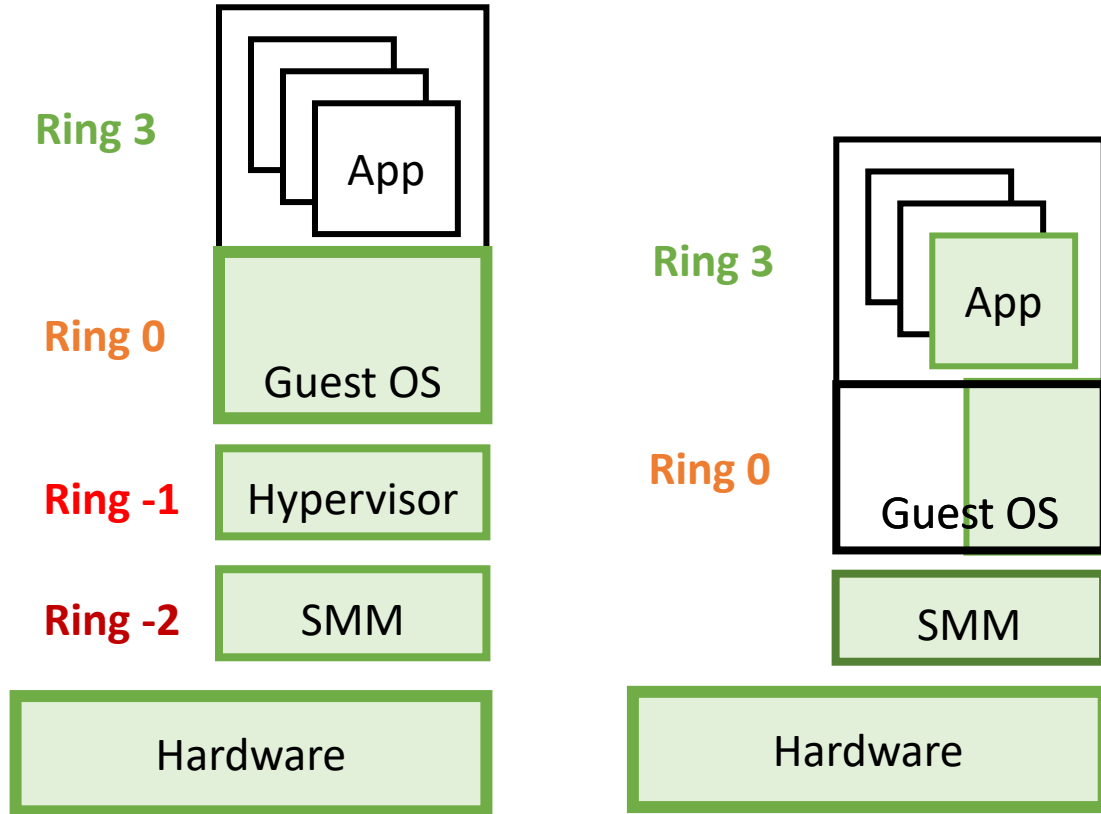 Ring 3
App
Ring 0
Guest OS
Ring -1
Hypervisor
Ring -2
SMM
Hardware
Ring 3
App
Ring 0
Guest OS
SMM
Hardware